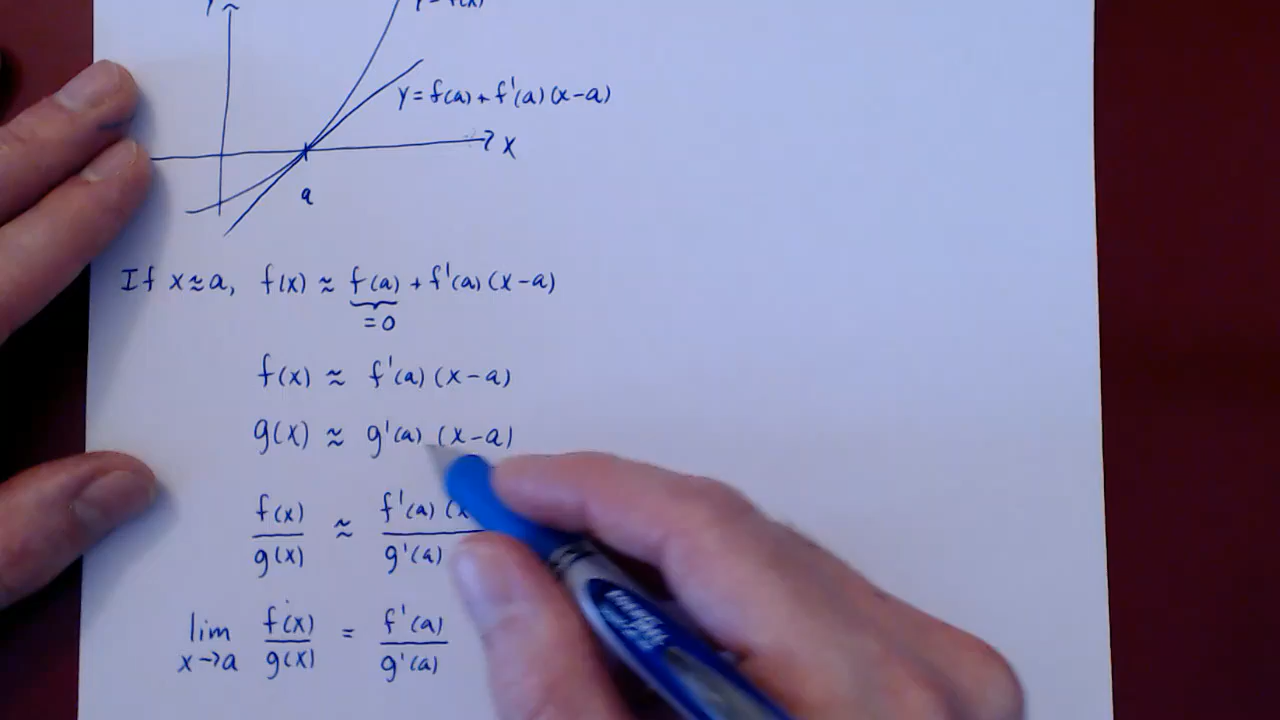 Y
y = f(x)
y = f(a) + f'(a) (x-a)
x
a
If x ≈ a, f(x) ≈ f(a) + f'(a) (x-a)
= 0
f(x) ≈ f'(a) (x-a)
g(x) ≈ g'(a) (x-a)
f(x)/g(x) ≈ f'(a) (x/g'(a)
lim x→a f(x)/g(x) = f'(a)/g'(a)